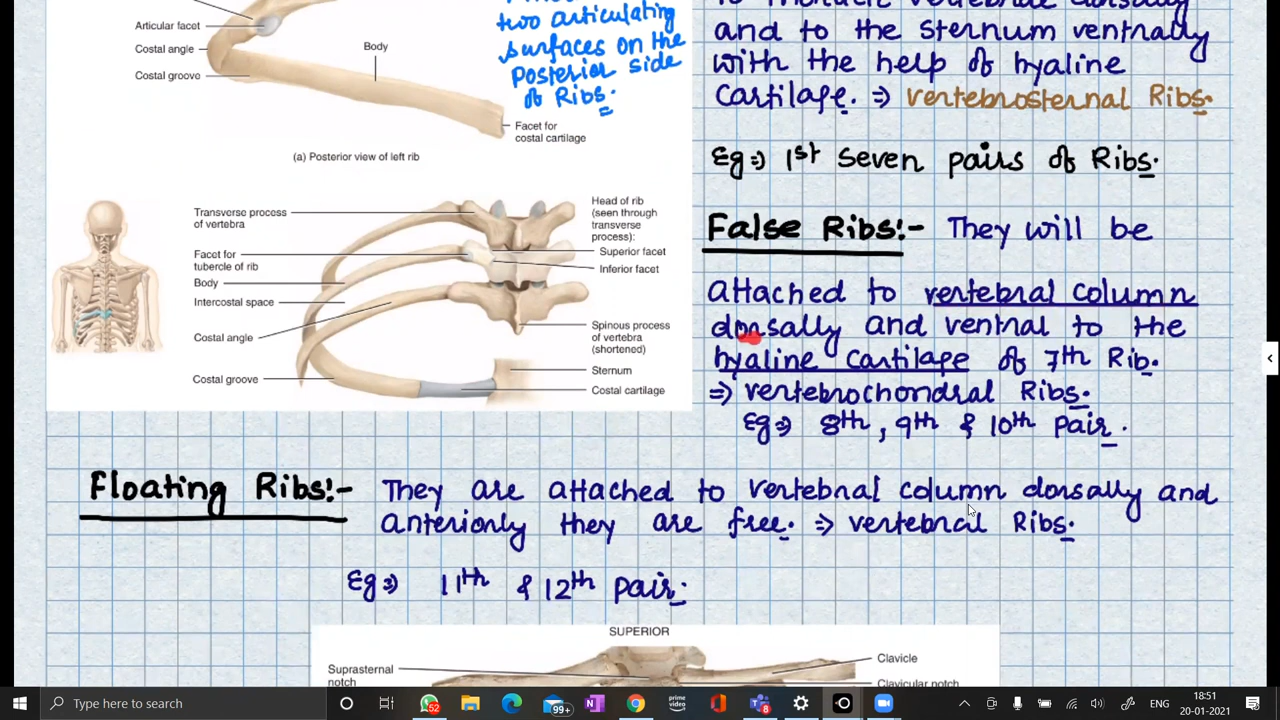 Articular facet
Costal angle
Costal groove
Body
Facet for
costal cartilage
(a) Posterior view of left rib
two articulating
surfaces on the
Posterior side
of Ribs.
to thoracic vertebrae dorsally
and to the sternum ventrally
with the help of hyaline
Cartilage. ⇒ vertebrosternal Ribs.
Eg ⇒ 1st Seven pairs of Ribs.
Transverse process
of vertebra
Facet for
tubercle of rib
Body
Intercostal space
Costal angle
Costal groove
Head of rib
(seen through
transverse
process):
Superior facet
Inferior facet
Spinous process
of vertebra
(shortened)
Sternum
Costal cartilage
False Ribs:- They will be
attached to vertebral column
dorsally and ventral to the
hyaline Cartilage of 7th Rib.
⇒ vertebrochondral Ribs.
Eg ⇒ 8th, 9th & 10th pair.
Floating Ribs:- They are attached to vertebral column dorsally and
anteriorly they are free. ⇒ vertebral Ribs.
Eg ⇒ 11th & 12th pair.
SUPERIOR
Suprasternal
notch
Clavicle
Clavicular notch
Type here to search
52
99+
8
ENG
18:51
20-01-2021